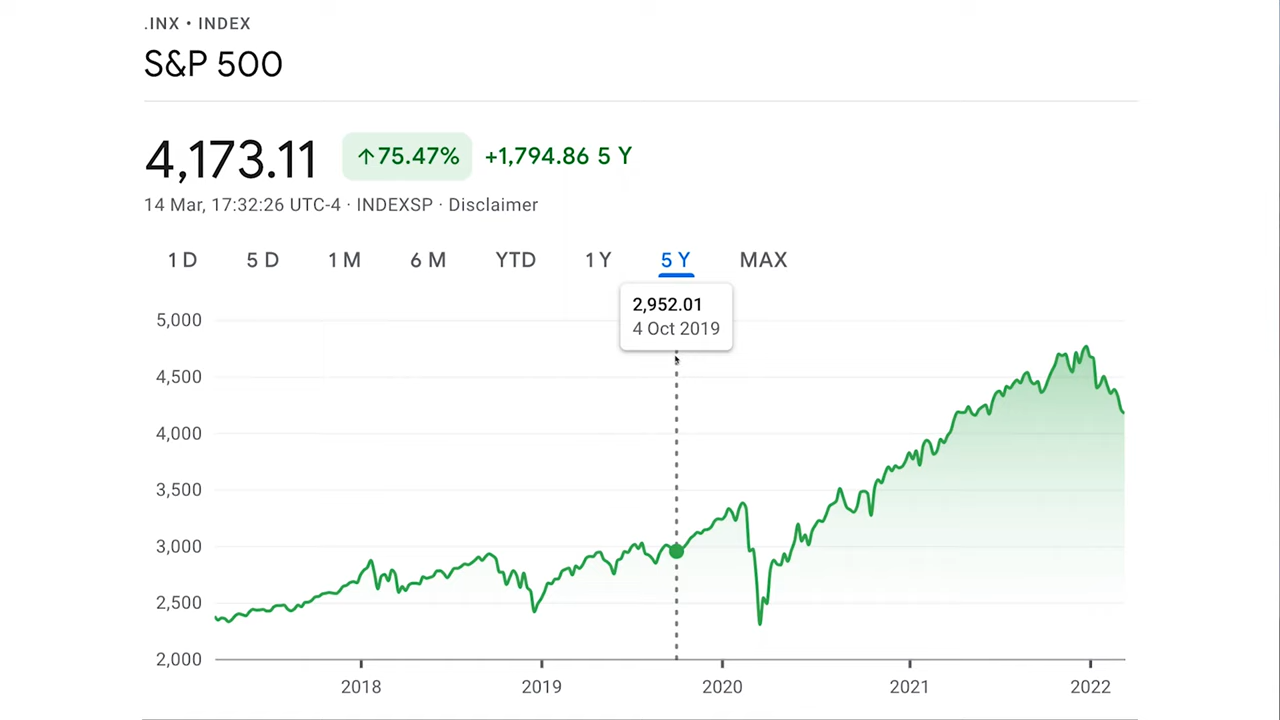 .INX • INDEX
S&P 500
4,173.11 ↑75.47% +1,794.86 5 Y
14 Mar, 17:32:26 UTC-4 · INDEXSP · Disclaimer
1 D 5 D 1 M 6 M YTD 1 Y 5 Y MAX
2,952.01
4 Oct 2019
5,000
4,500
4,000
3,500
3,000
2,500
2,000
2018 2019 2020 2021 2022